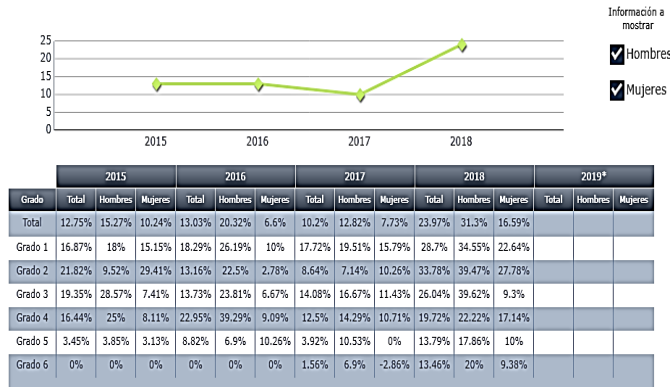 Información a
mostrar
Hombres
Mujeres
25
20
15
10
5
0
2015 2016 2017 2018
2015 2016 2017 2018 2019*
Grado Total Hombres Mujeres Total Hombres Mujeres Total Hombres Mujeres Total Hombres Mujeres Total Hombres Mujeres
Total 12.75% 15.27% 10.24% 13.03% 20.32% 6.6% 10.2% 12.82% 7.73% 23.97% 31.3% 16.59%
Grado 1 16.87% 18% 15.15% 18.29% 26.19% 10% 17.72% 19.51% 15.79% 28.7% 34.55% 22.64%
Grado 2 21.82% 9.52% 29.41% 13.16% 22.5% 2.78% 8.64% 7.14% 10.26% 33.78% 39.47% 27.78%
Grado 3 19.35% 28.57% 7.41% 13.73% 23.81% 6.67% 14.08% 16.67% 11.43% 26.04% 39.62% 9.3%
Grado 4 16.44% 25% 8.11% 22.95% 39.29% 9.09% 12.5% 14.29% 10.71% 19.72% 22.22% 17.14%
Grado 5 3.45% 3.85% 3.13% 8.82% 6.9% 10.26% 3.92% 10.53% 0% 13.79% 17.86% 10%
Grado 6 0% 0% 0% 0% 0% 0% 1.56% 6.9% -2.86% 13.46% 20% 9.38%